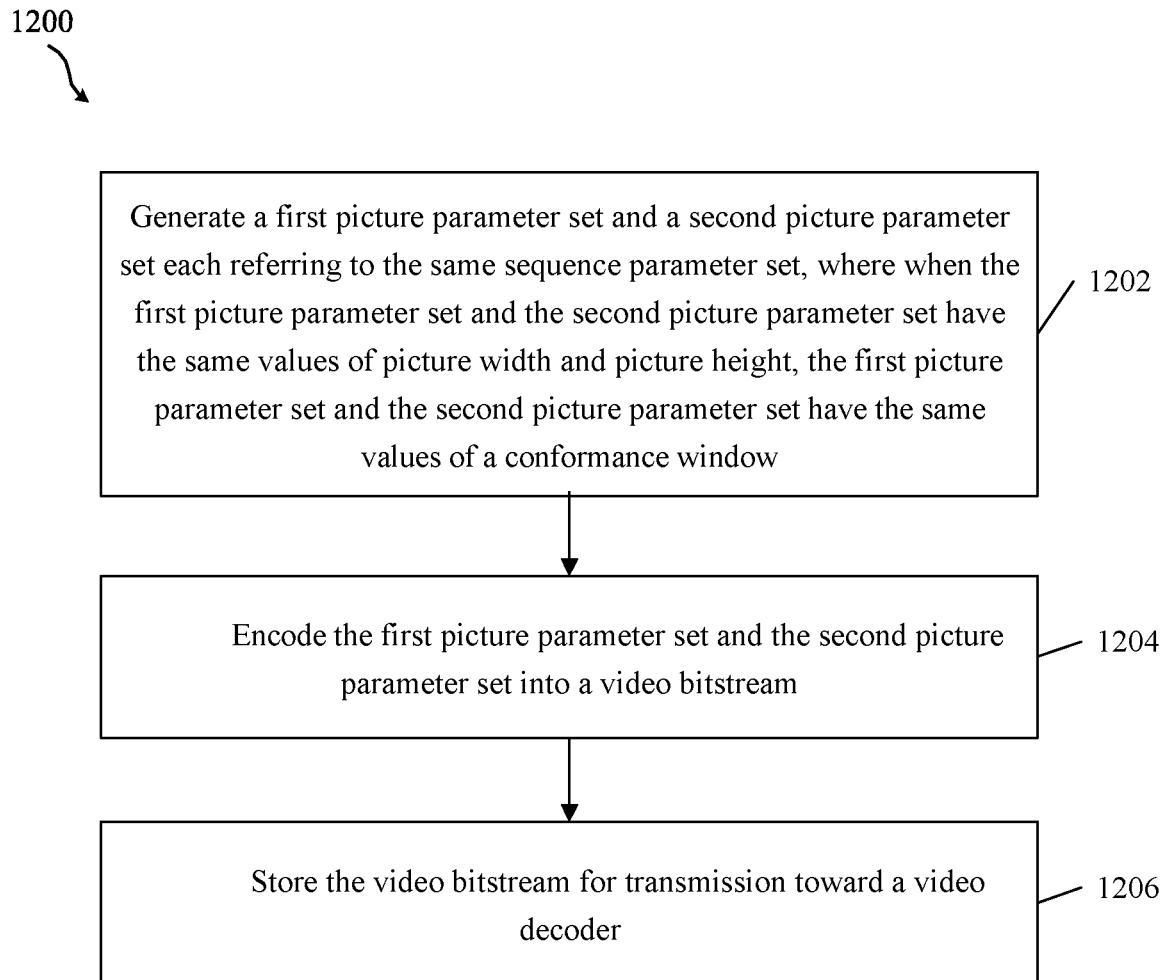 1200
Generate a first picture parameter set and a second picture parameter
set each referring to the same sequence parameter set, where when the
first picture parameter set and the second picture parameter set have
the same values of picture width and picture height, the first picture
parameter set and the second picture parameter set have the same
values of a conformance window
1202
Encode the first picture parameter set and the second picture
parameter set into a video bitstream
1204
Store the video bitstream for transmission toward a video
decoder
1206